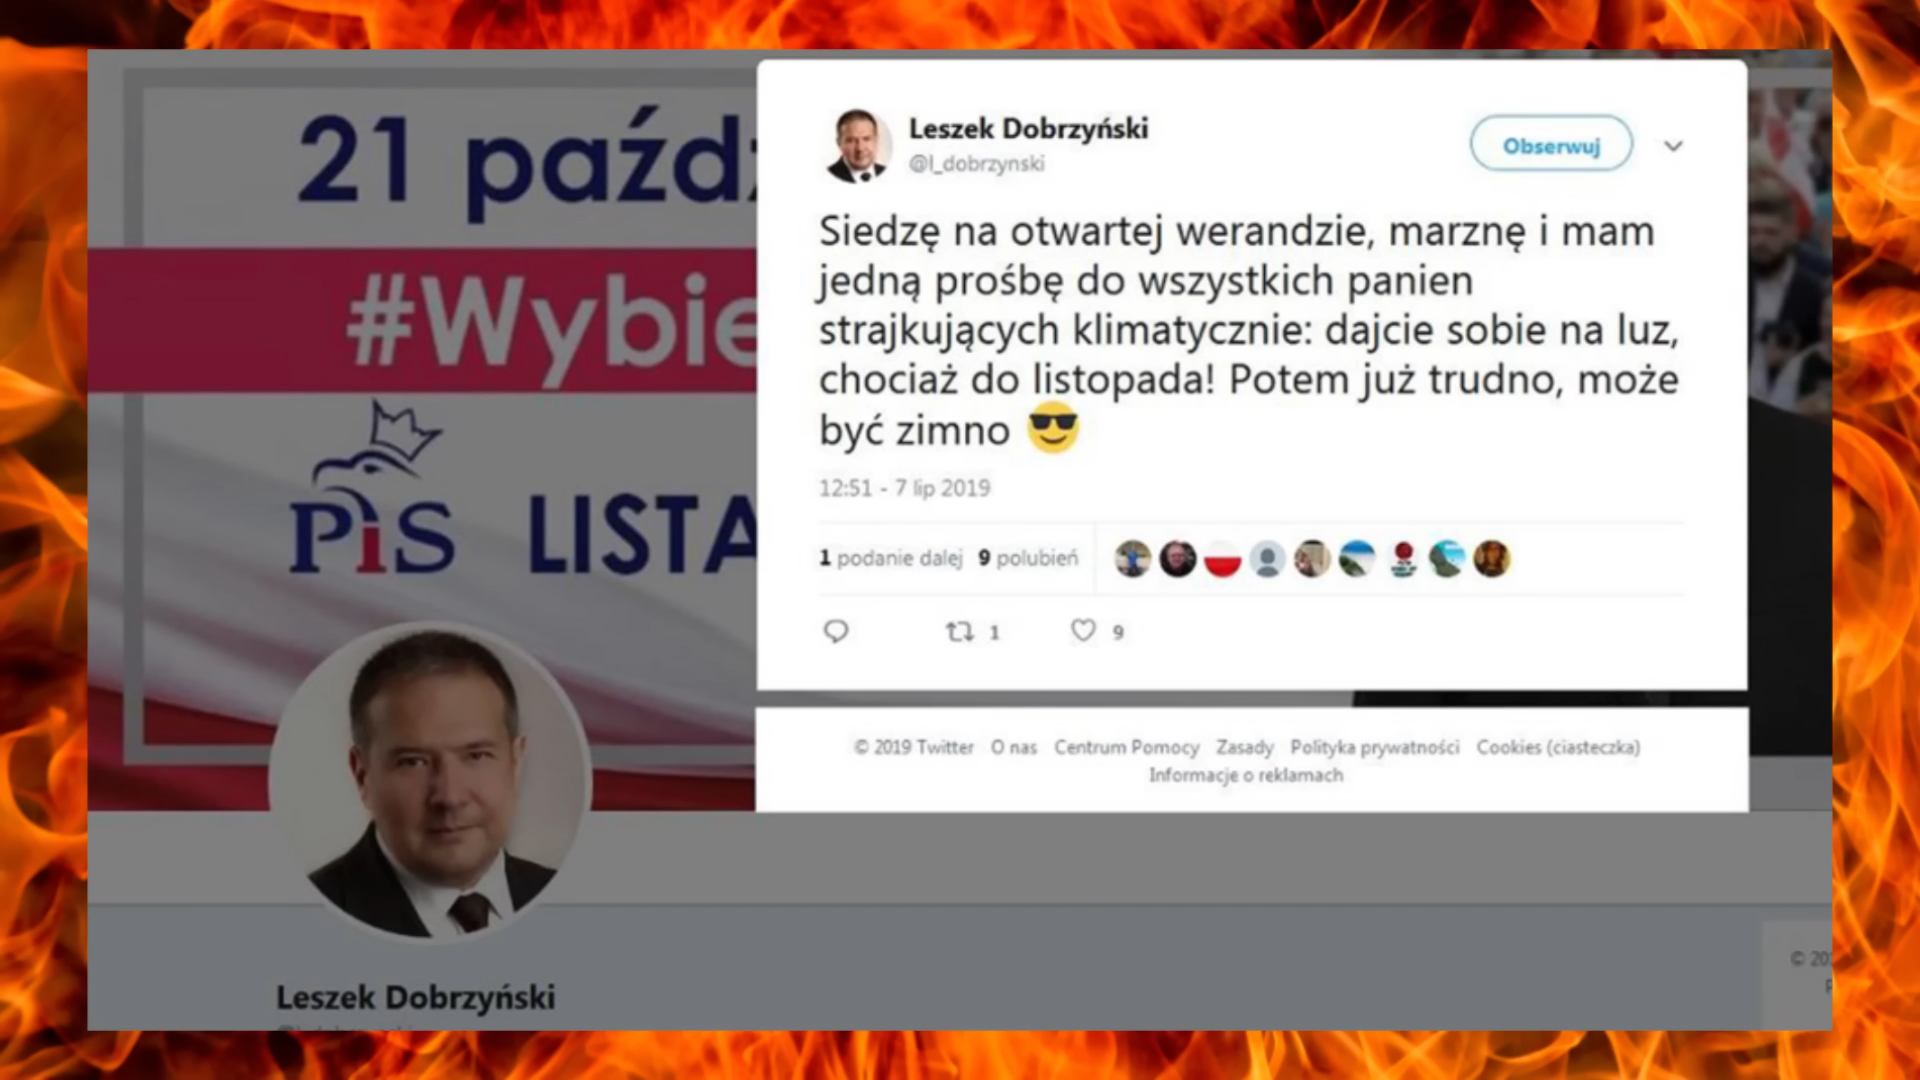 21 paźdz
#Wybie
PiS LISTA
Leszek Dobrzyński
@l_dobrzynski
Obserwuj
Siedzę na otwartej werandzie, marznę i mam
jedną prośbę do wszystkich panien
strajkujących klimatycznie: dajcie sobie na luz,
chociaż do listopada! Potem już trudno, może
być zimno 😎
12:51 - 7 lip 2019
1 podanie dalej 9 polubień
1 9
© 2019 Twitter O nas Centrum Pomocy Zasady Polityka prywatności Cookies (ciasteczka)
Informacje o reklamach
Leszek Dobrzyński
© 20